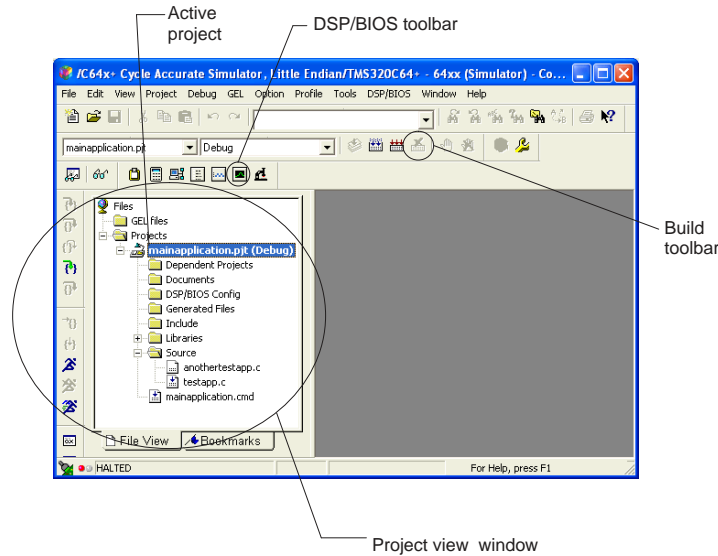 Active
project
DSP/BIOS toolbar
/C64x+ Cycle Accurate Simulator, Little Endian/TMS320C64+ - 64xx (Simulator) - Co...
File Edit View Project Debug GEL Option Profile Tools DSP/BIOS Window Help
mainapplication.pjt Debug
Files
GEL files
Projects
mainapplication.pjt (Debug)
Dependent Projects
Documents
DSP/BIOS Config
Generated Files
Include
Libraries
Source
anothertestapp.c
testapp.c
mainapplication.cmd
Build
toolbar
File View Bookmarks
HALTED For Help, press F1
Project view window